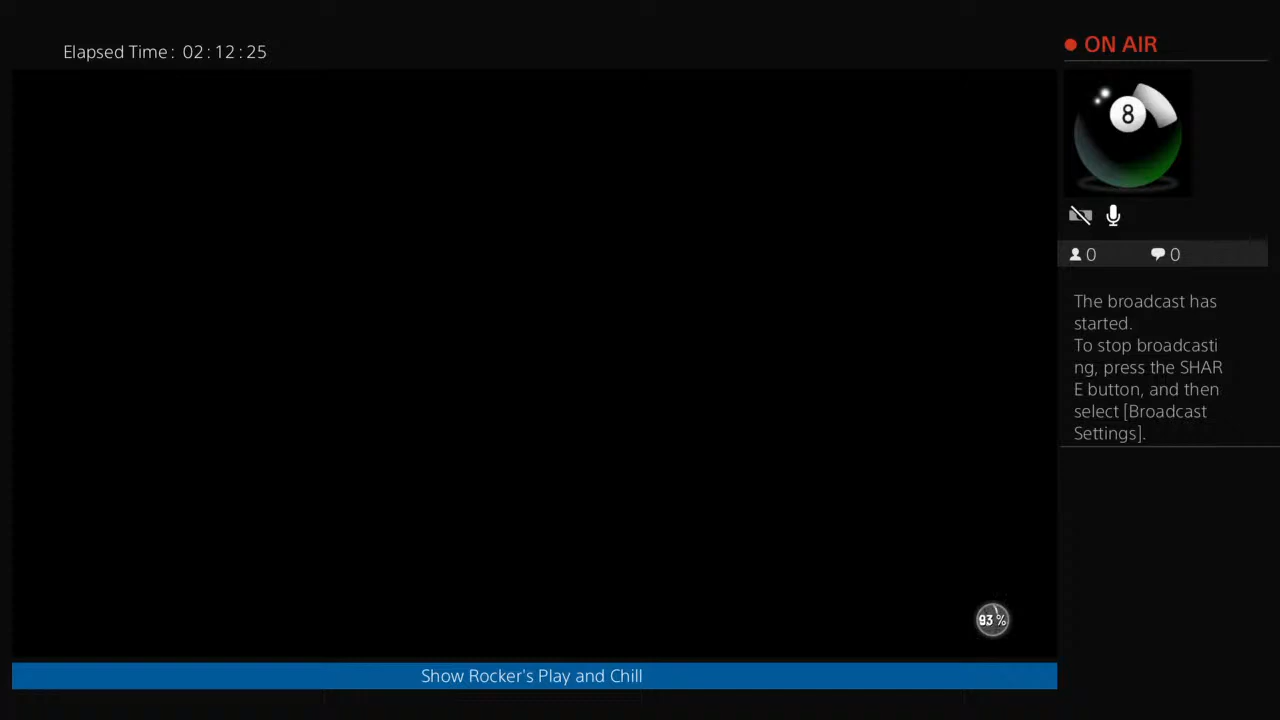 Elapsed Time: 02:12:25
ON AIR
8
0 0
The broadcast has
started.
To stop broadcasti
ng, press the SHAR
E button, and then
select [Broadcast
Settings].
93 %
Show Rocker's Play and Chill